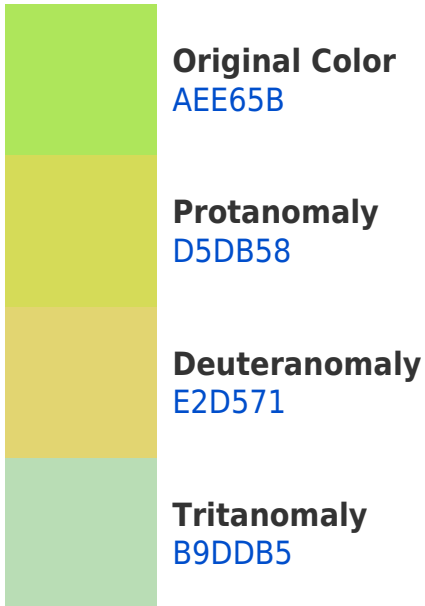 Original Color
AEE65B
Protanomaly
D5DB58
Deuteranomaly
E2D571
Tritanomaly
B9DDB5